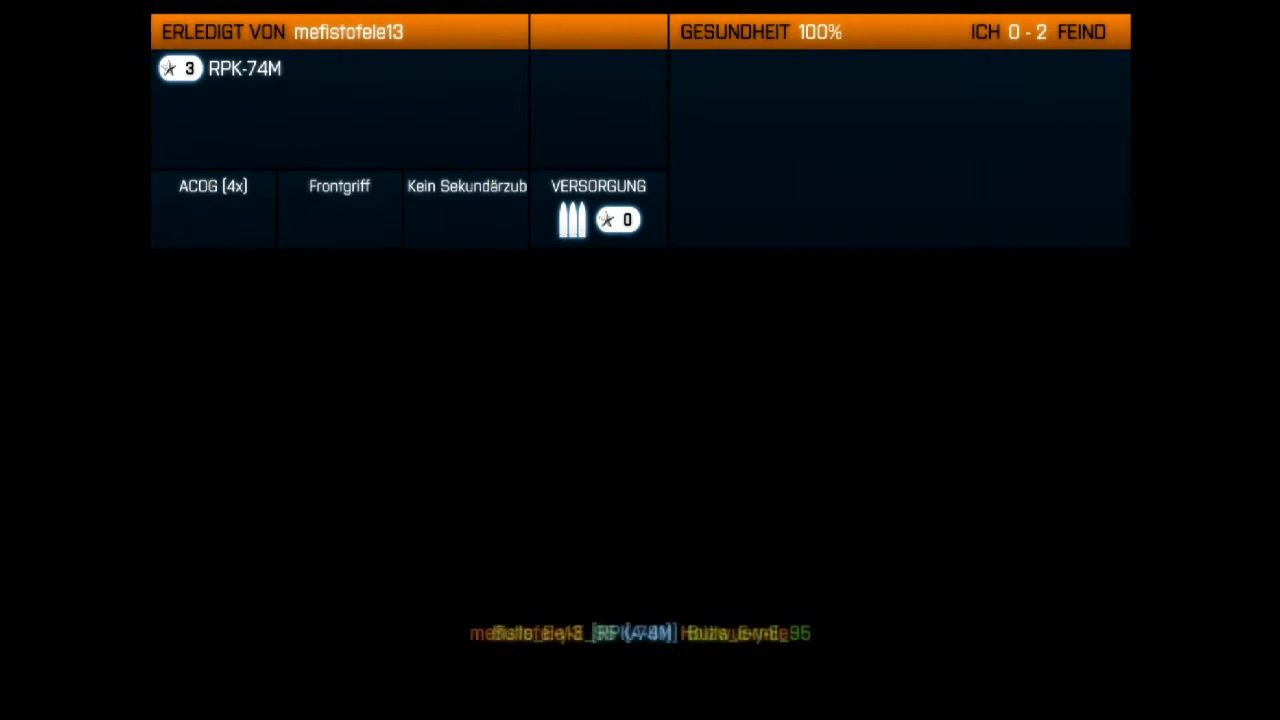 ERLEDIGT VON mefistofele13 GESUNDHEIT 100% ICH 0 - 2 FEIND
3 RPK-74M
ACOG (4x) Frontgriff Kein Sekundärzub VERSORGUNG
0